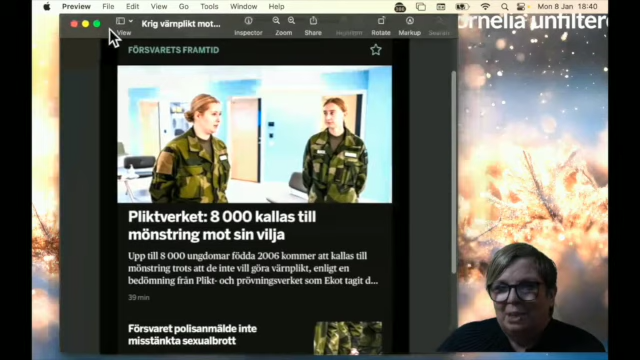 Preview File Edit View Go Tools Window Help Mon 8 Jan 18:40
ornelia unfiltere
Krig värnplikt mot...
View Inspector Zoom Share Rotate Markup Search
FÖRSVARETS FRAMTID
Pliktverket: 8 000 kallas till
mönstring mot sin vilja
Upp till 8 000 ungdomar födda 2006 kommer att kallas till
mönstring trots att de inte vill göra värnplikt, enligt en
bedömning från Plikt- och prövningsverket som Ekot tagit d...
39 min
Försvaret polisanmälde inte
misstänkta sexualbrott